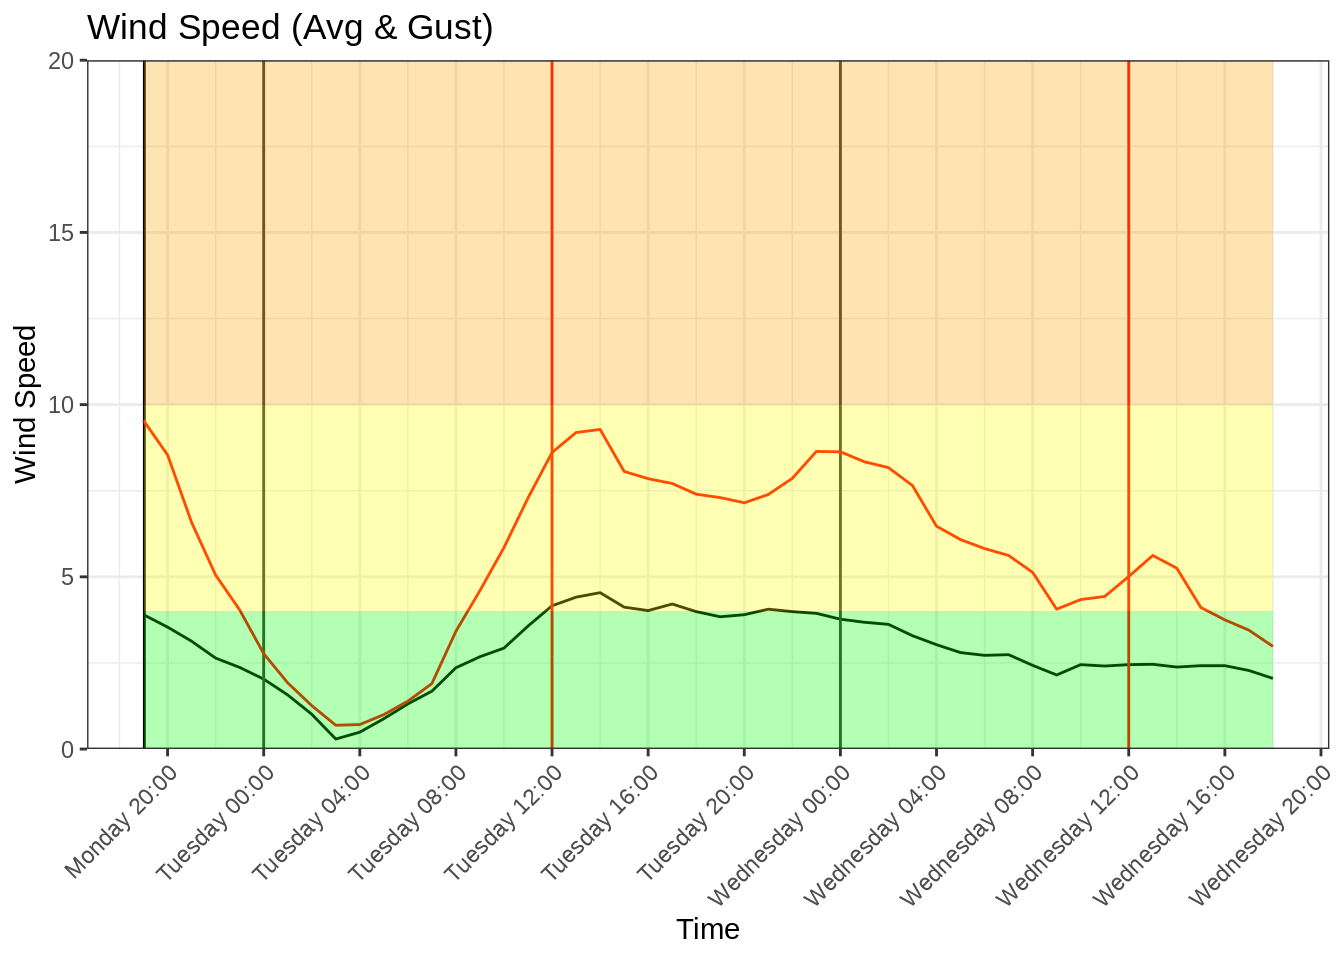 Wind Speed (Avg & Gust)
20
15
10
5
0
Wind Speed
Monday 20:00
Tuesday 00:00
Tuesday 04:00
Tuesday 08:00
Tuesday 12:00
Tuesday 16:00
Tuesday 20:00
Wednesday 00:00
Wednesday 04:00
Wednesday 08:00
Wednesday 12:00
Wednesday 16:00
Wednesday 20:00
Time